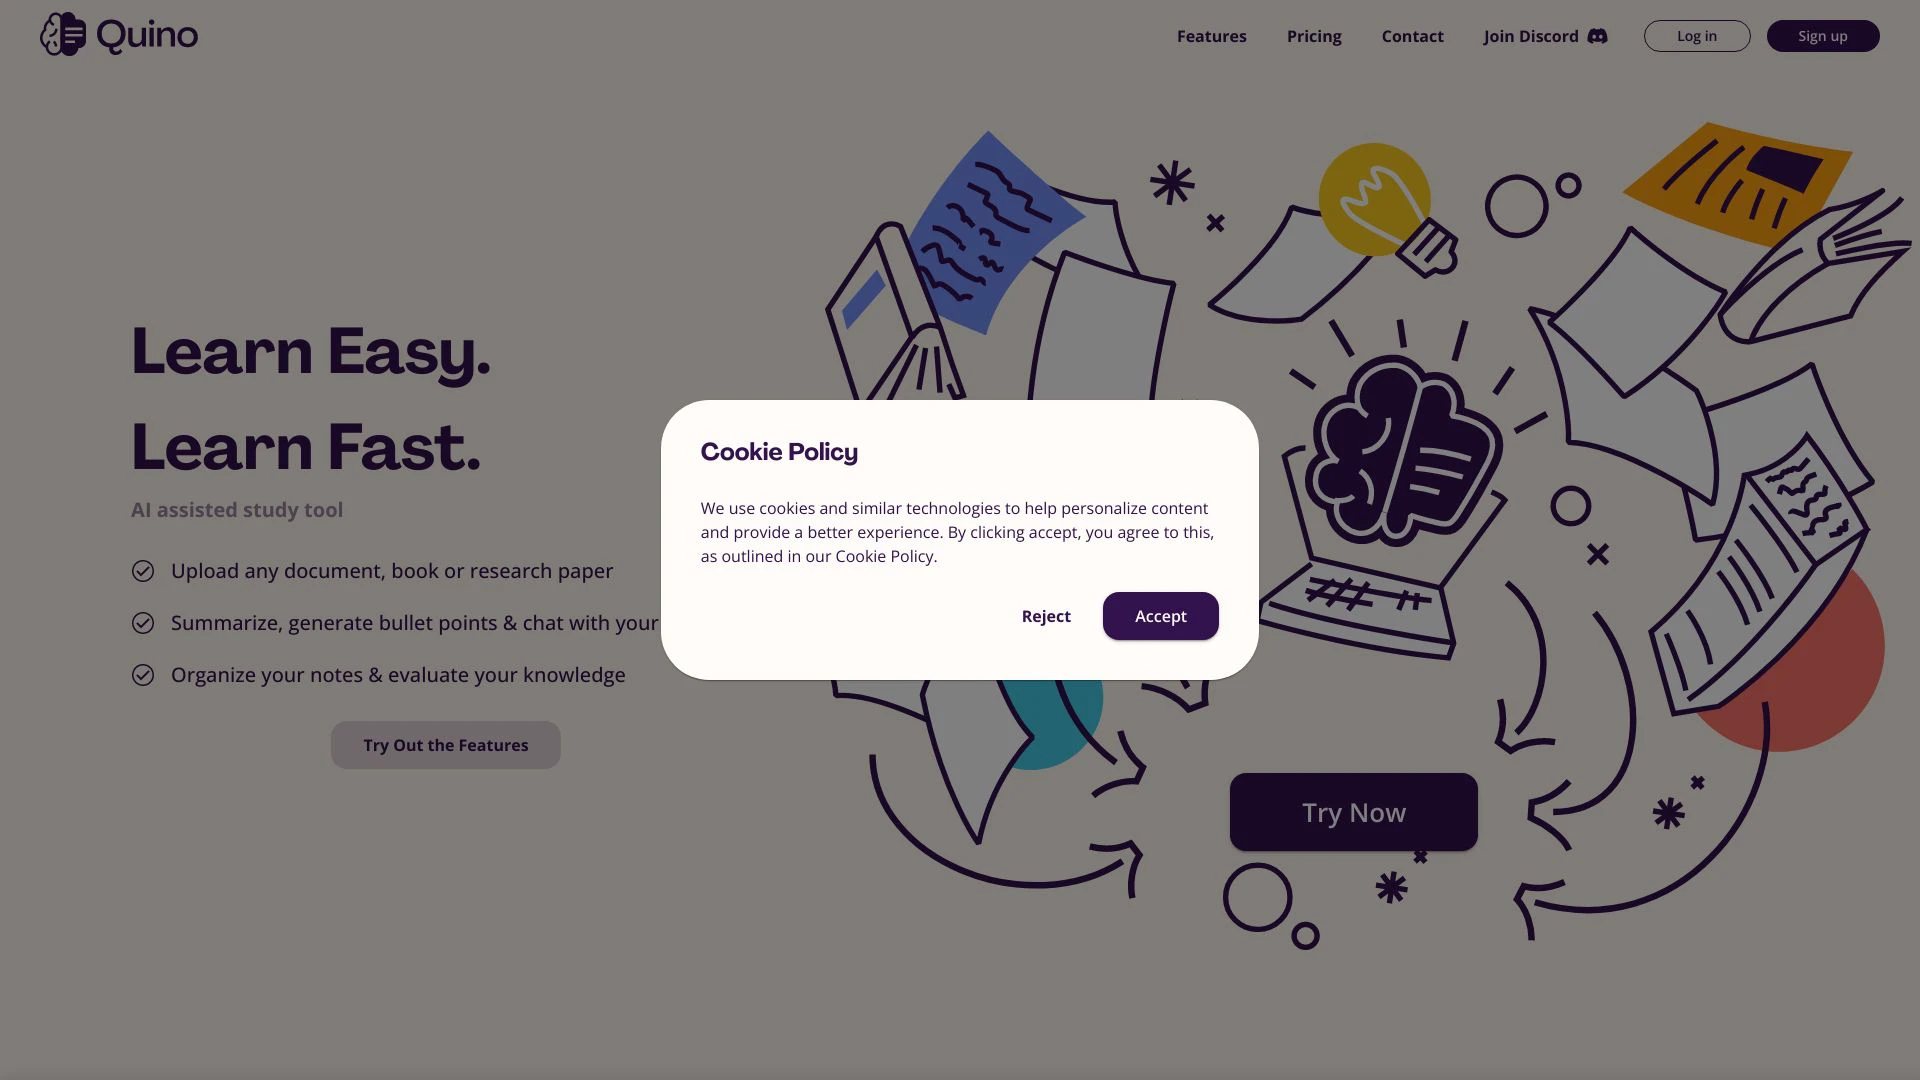 Quino
Features
Pricing
Contact
Join Discord
Log in
Sign up
Learn Easy.
Learn Fast.
AI assisted study tool
Upload any document, book or research paper
Summarize, generate bullet points & chat with your
Organize your notes & evaluate your knowledge
Try Out the Features
Cookie Policy
We use cookies and similar technologies to help personalize content
and provide a better experience. By clicking accept, you agree to this,
as outlined in our Cookie Policy.
Reject
Accept
Try Now